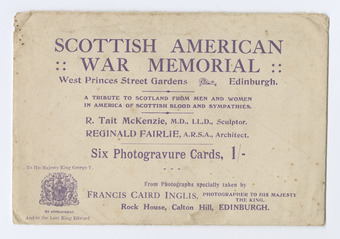 SCOTTISH AMERICAN
:: WAR MEMORIAL ::
West Princes Street Gardens Edinburgh.
A TRIBUTE TO SCOTLAND FROM MEN AND WOMEN
IN AMERICA OF SCOTTISH BLOOD AND SYMPATHIES.
R. Tait McKENZIE, M.D., LL.D., Sculptor.
REGINALD FAIRLIE, A.R.S.A., Architect.
Six Photogravure Cards, 1/-
To His Majesty King George V.
BY APPOINTMENT
And to the Late King Edward
From Photographs specially taken by
FRANCIS CAIRD INGLIS, PHOTOGRAPHER TO HIS MAJESTY
THE KING.
Rock House, Calton Hill, EDINBURGH.